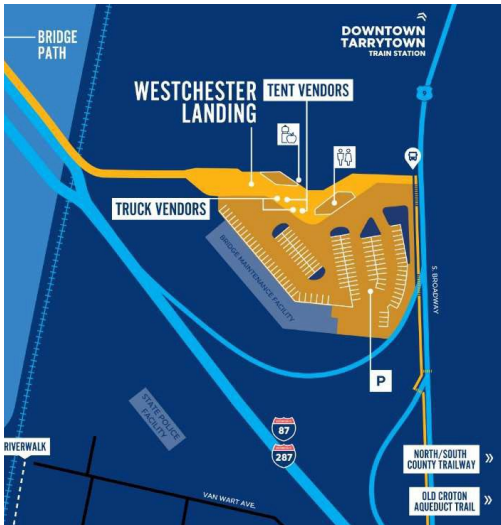 BRIDGE
PATH
DOWNTOWN
TARRYTOWN
TRAIN STATION
9
WESTCHESTER
LANDING
TENT VENDORS
TRUCK VENDORS
BRIDGE MAINTENANCE FACILITY
S. BROADWAY
P
STATE POLICE
FACILITY
87
287
RIVERWALK
NORTH/SOUTH
COUNTY TRAILWAY
VAN WART AVE.
OLD CROTON
AQUEDUCT TRAIL